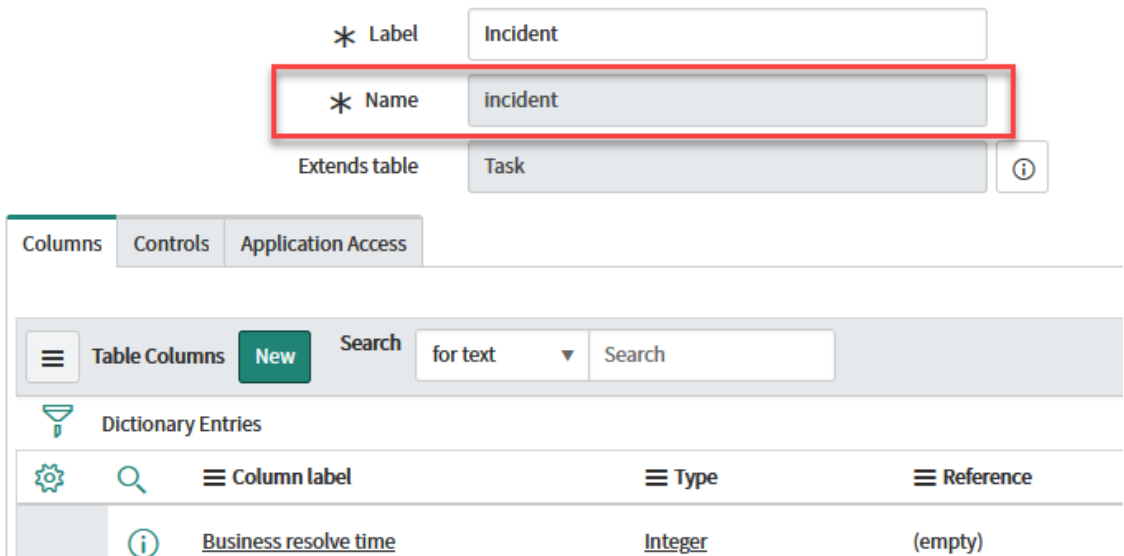 Label Incident
Name incident
Extends table Task
Columns Controls Application Access
Table Columns New Search for text Search
Dictionary Entries
Column label Type Reference
Business resolve time Integer (empty)